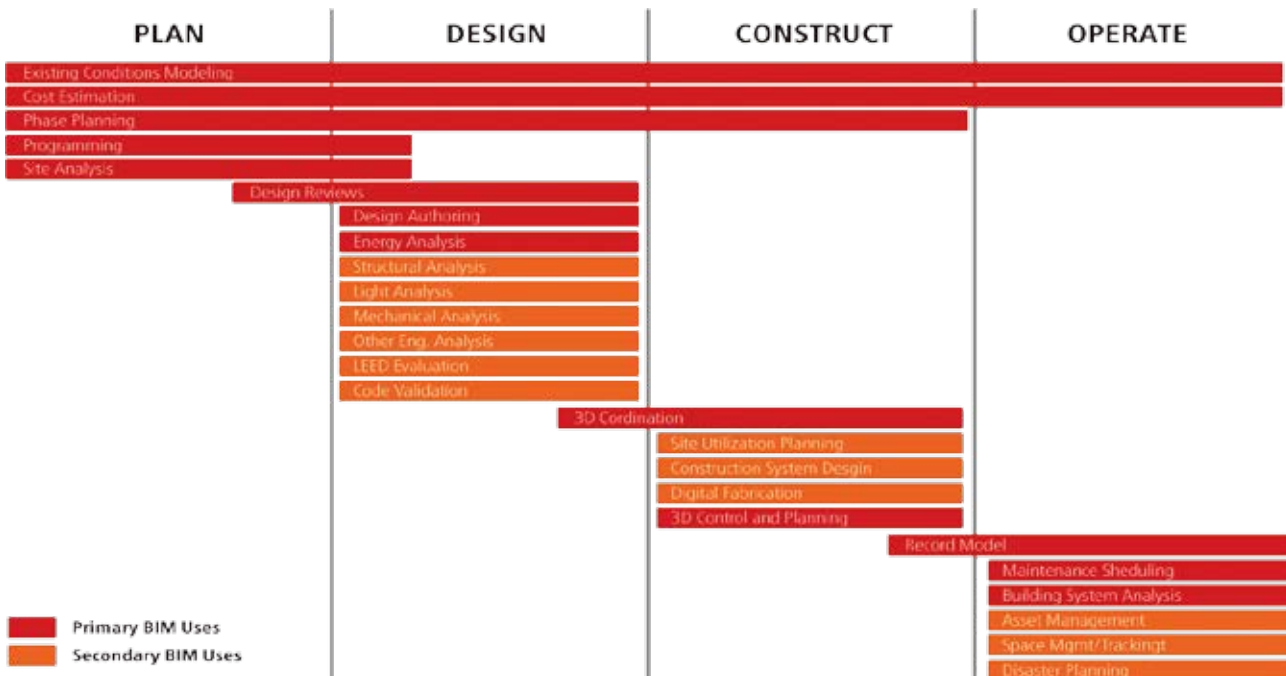 PLAN DESIGN CONSTRUCT OPERATE
Existing Conditions Modeling
Cost Estimation
Phase Planning
Programming
Site Analysis
Design Reviews
Design Authoring
Energy Analysis
Structural Analysis
Light Analysis
Mechanical Analysis
Other Eng. Analysis
LEED Evaluation
Code Validation
3D Cordination
Site Utilization Planning
Construction System Desgin
Digital Fabrication
3D Control and Planning
Record Model
Maintenance Sheduling
Building System Analysis
Asset Management
Space Mgmt/Trackingt
Disaster Planning
Primary BIM Uses
Secondary BIM Uses